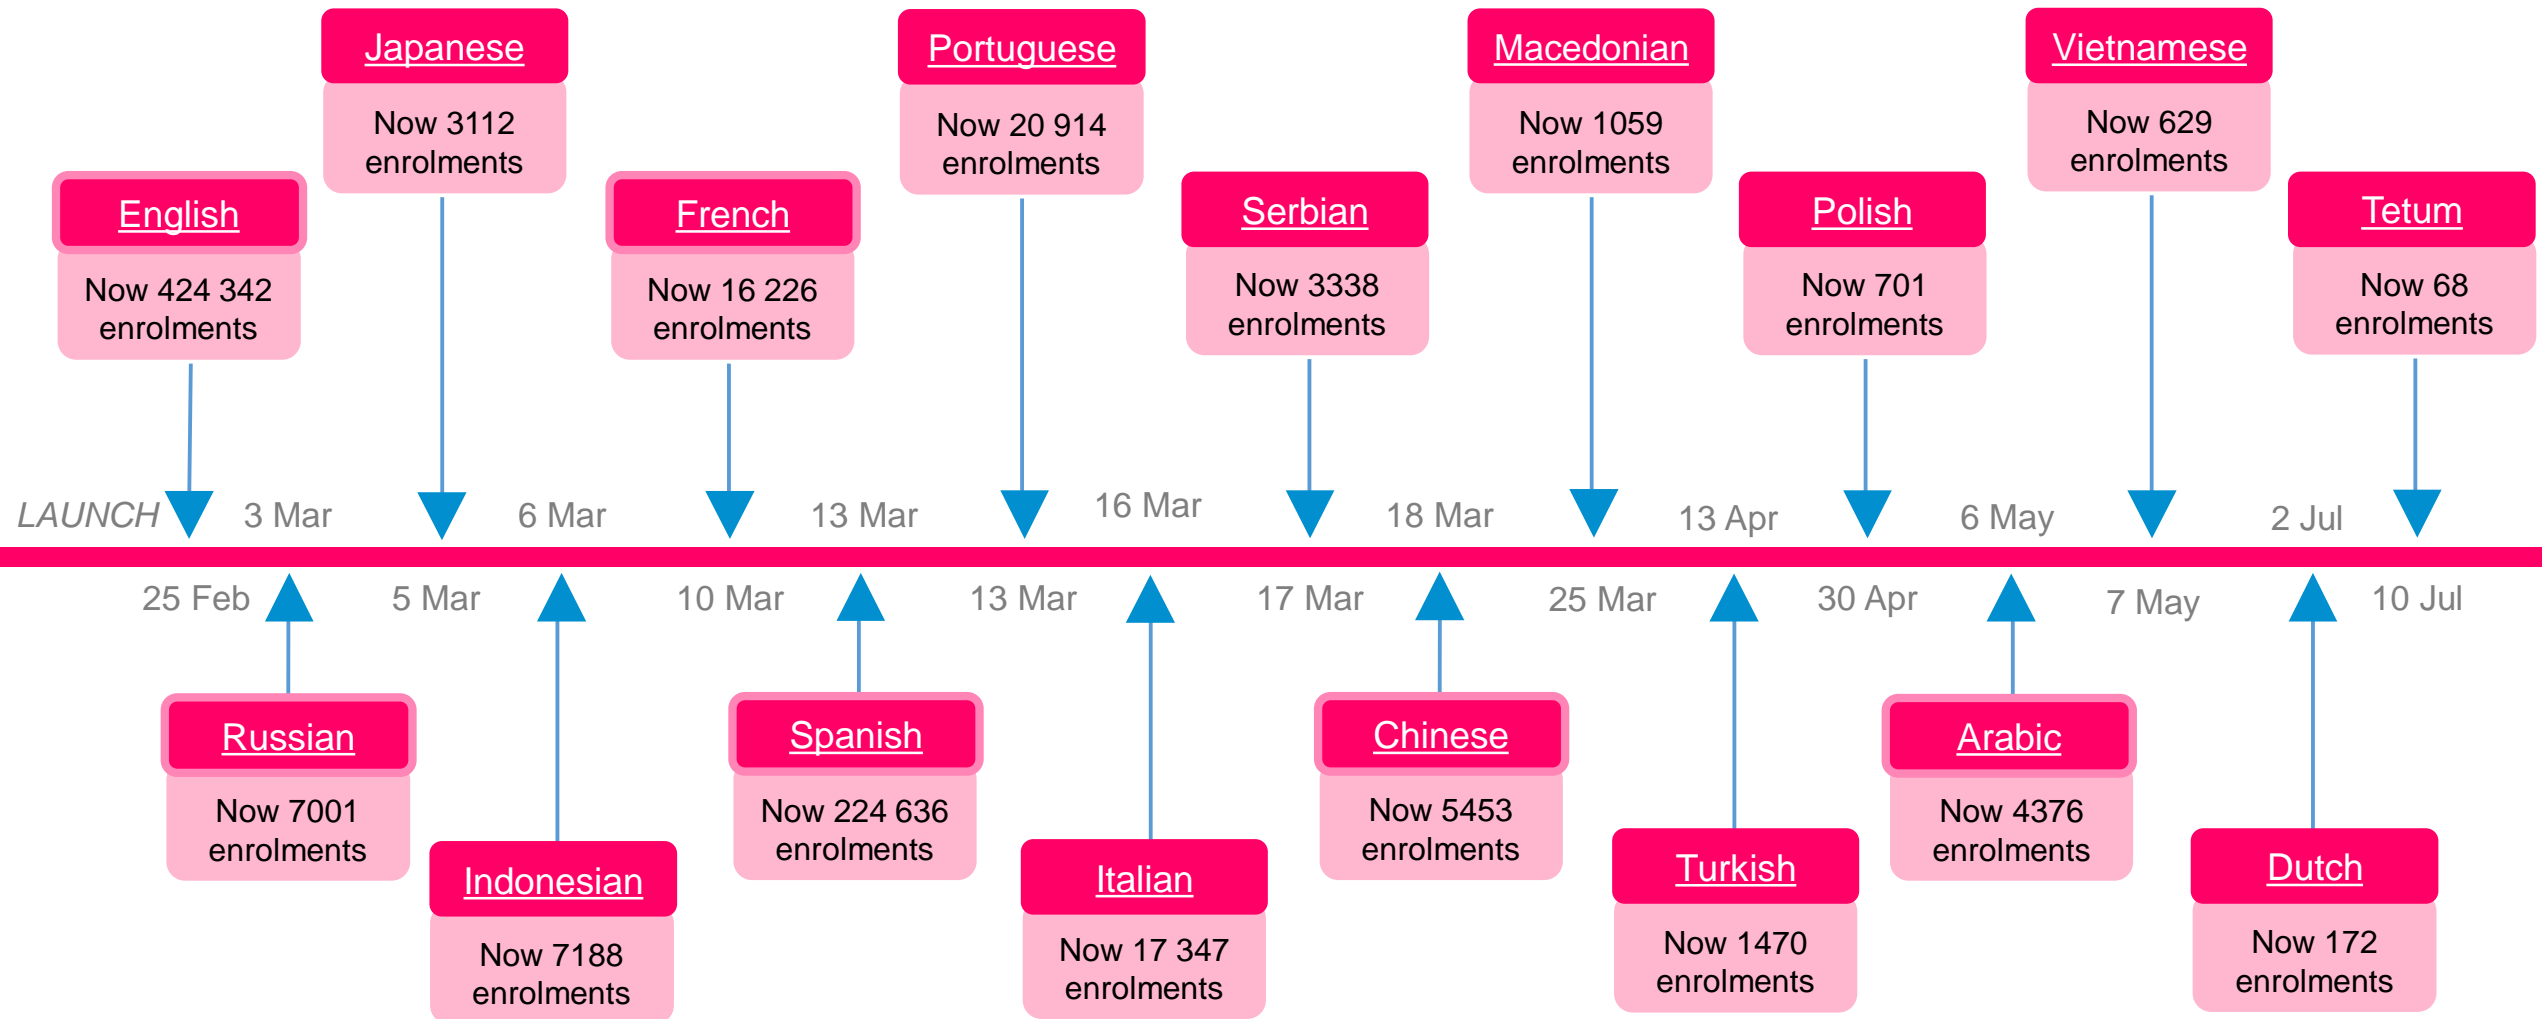 Japanese
Now 3112
enrolments
Portuguese
Now 20 914
enrolments
Macedonian
Now 1059
enrolments
Vietnamese
Now 629
enrolments
English
Now 424 342
enrolments
French
Now 16 226
enrolments
Serbian
Now 3338
enrolments
Polish
Now 701
enrolments
Tetum
Now 68
enrolments
LAUNCH
3 Mar
6 Mar
13 Mar
16 Mar
18 Mar
13 Apr
6 May
2 Jul
25 Feb
5 Mar
10 Mar
13 Mar
17 Mar
25 Mar
30 Apr
7 May
10 Jul
Russian
Now 7001
enrolments
Spanish
Now 224 636
enrolments
Chinese
Now 5453
enrolments
Arabic
Now 4376
enrolments
Indonesian
Now 7188
enrolments
Italian
Now 17 347
enrolments
Turkish
Now 1470
enrolments
Dutch
Now 172
enrolments